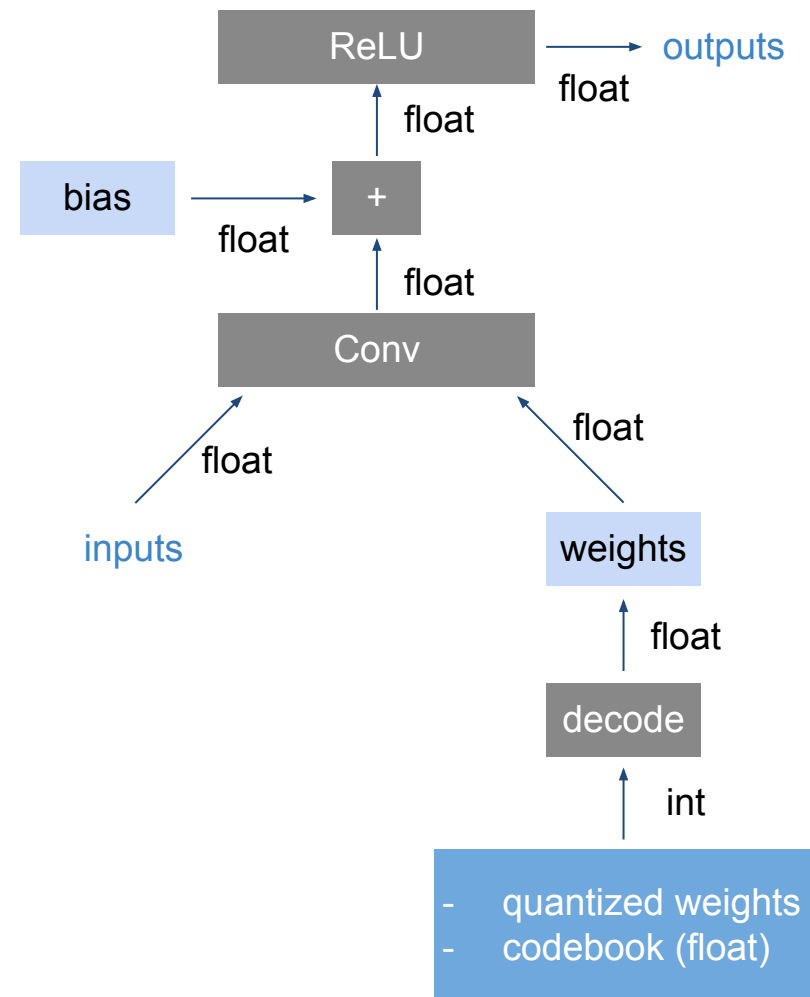 ReLU
outputs
float
float
bias
+
float
float
Conv
float
float
inputs
weights
float
decode
int
- quantized weights
- codebook (float)